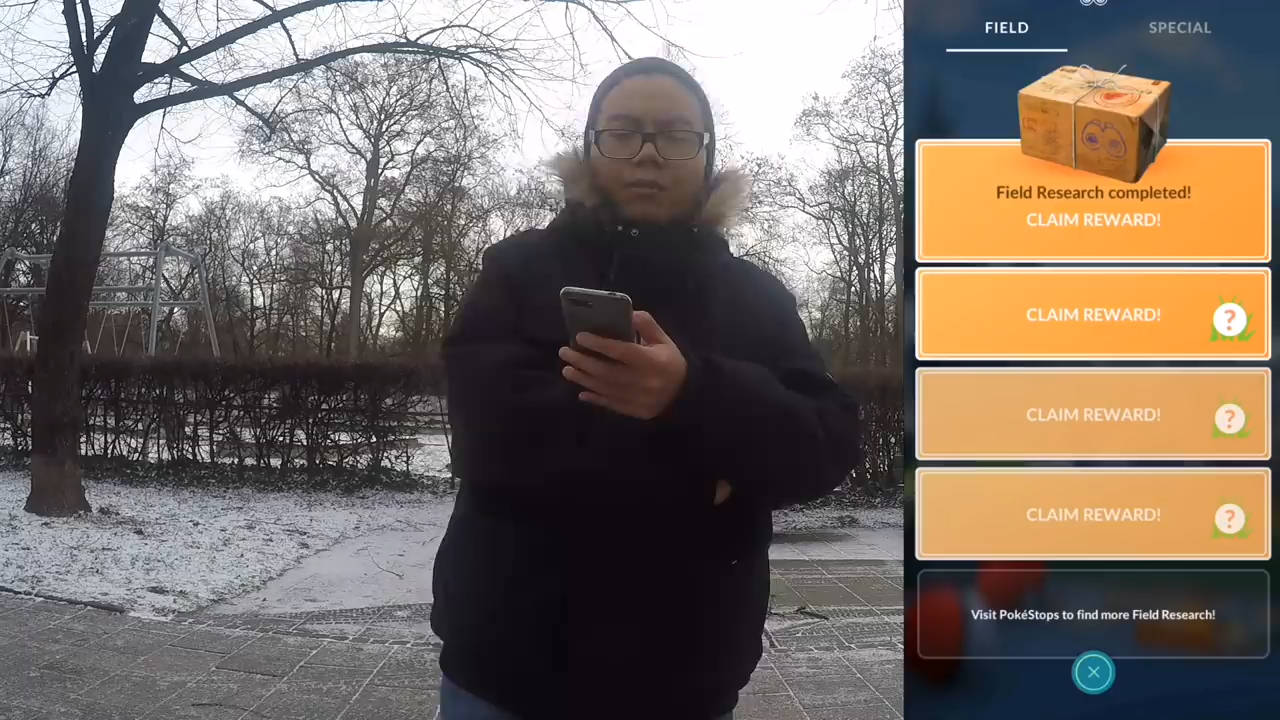 FIELD
SPECIAL
Field Research completed!
CLAIM REWARD!
CLAIM REWARD!
CLAIM REWARD!
CLAIM REWARD!
Visit PokéStops to find more Field Research!